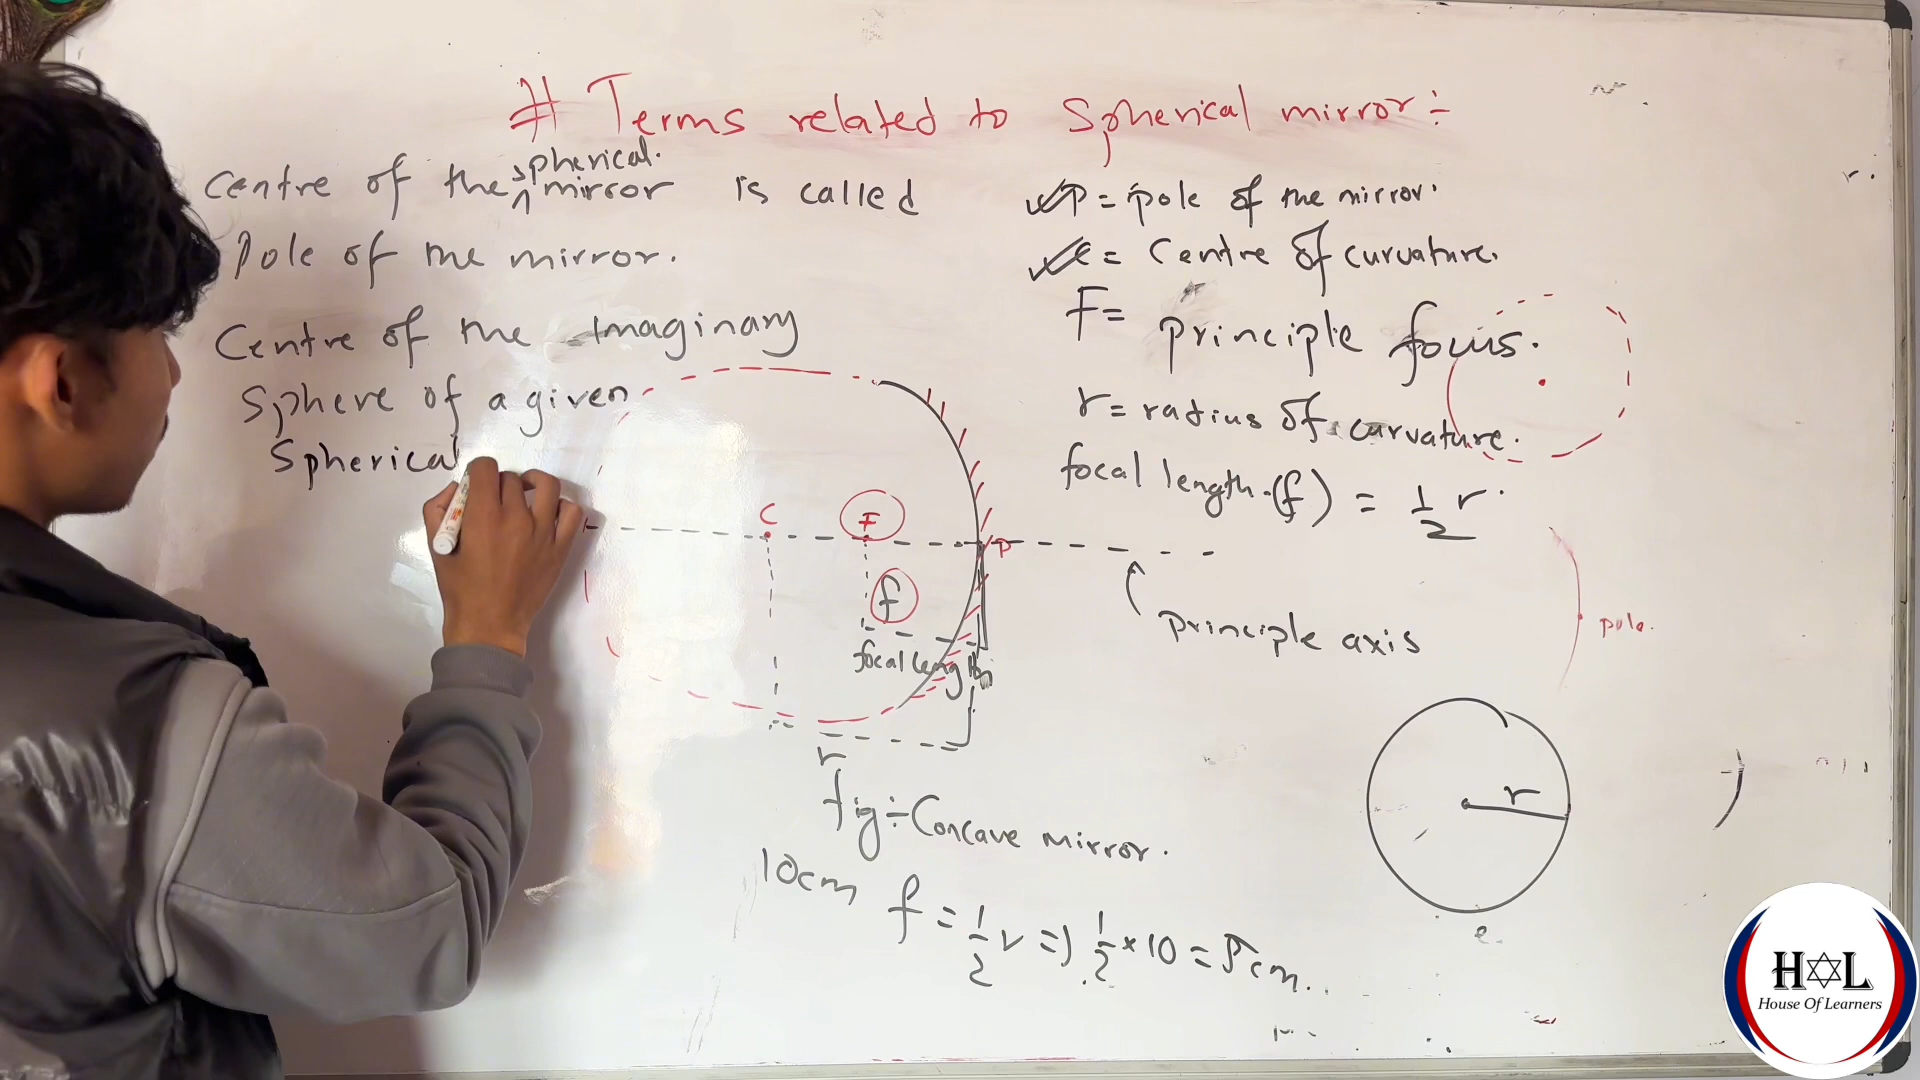 # Terms related to Spherical mirror ÷
Centre of the spherical. mirror is called
Pole of the mirror.
Centre of the Imaginary
Sphere of a given
Spherical
P = pole of the mirror.
C = Centre of curvature.
F = principle focus.
r = radius of curvature.
focal length.(f) = 1/2 r.
C
F
P
f
focal length
r
principle axis
fig ÷ Concave mirror.
10cm
f = 1/2 r => 1/2 × 10 = 5cm.
pole.
r
e.
H L
House Of Learners